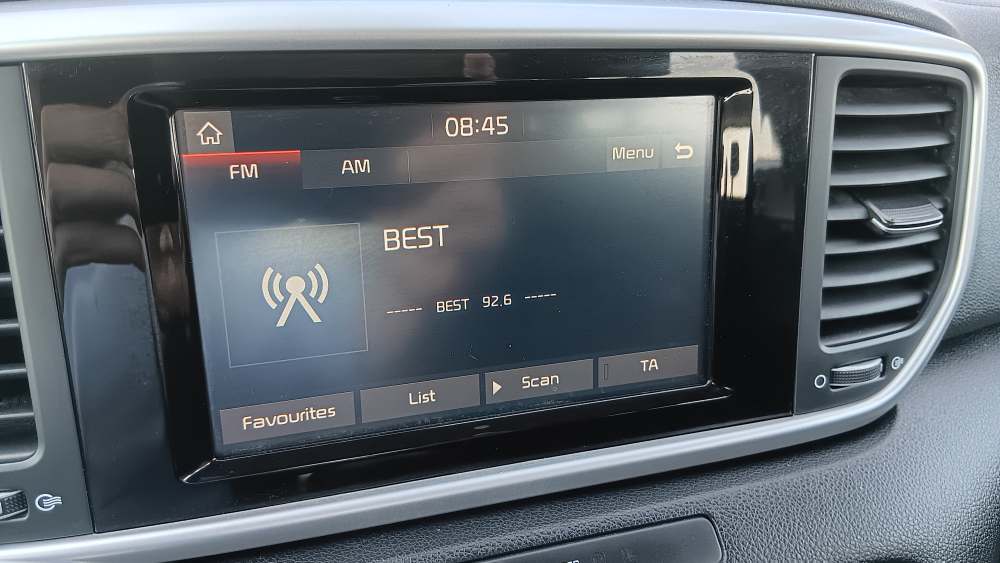 08:45
FM AM Menu
BEST
----- BEST 92.6 -----
Favourites List Scan TA